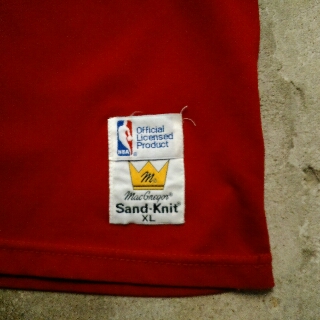 Official
Licensed
Product
NBA ®
M
MacGregor
Sand-Knit®
XL